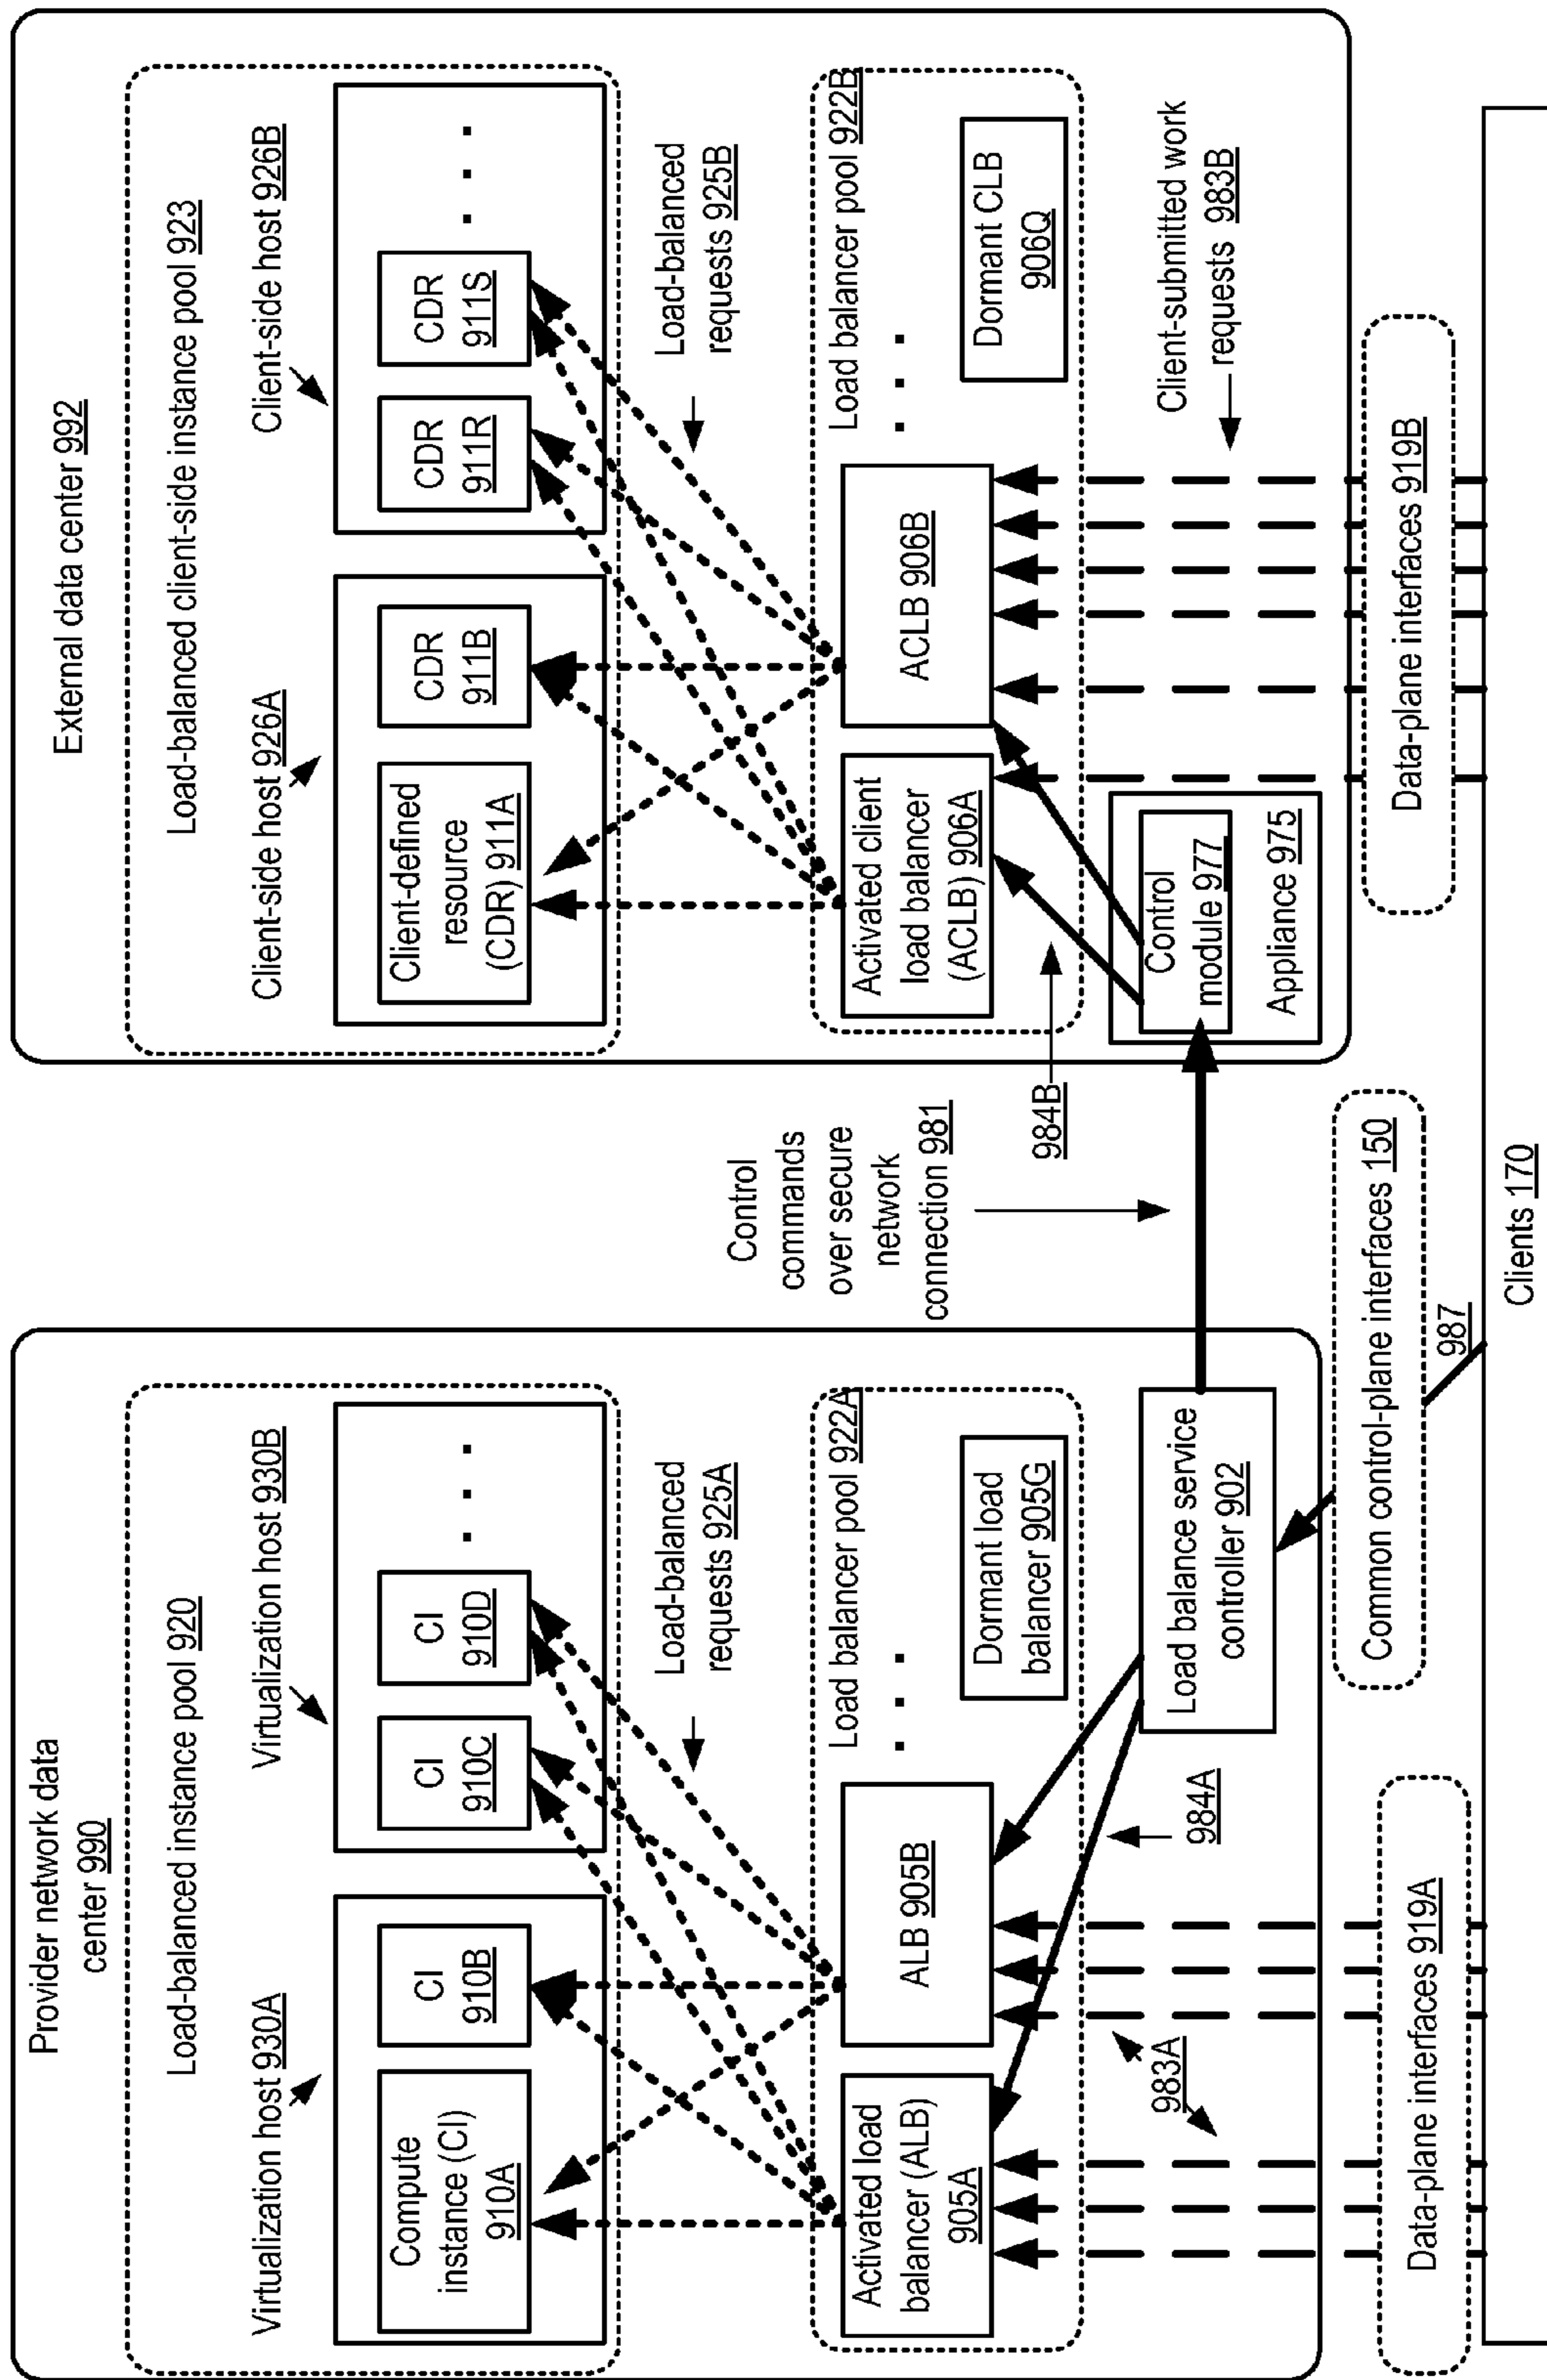 Provider network data
center 990
Load-balanced instance pool 920
Virtualization host 930A
Virtualization host 930B
Compute
instance (CI)
910A
CI
910B
CI
910C
CI
910D
. . .
Load-balanced
requests 925A
Load balancer pool 922A
Activated load
balancer (ALB)
905A
ALB 905B
. . .
Dormant load
balancer 905G
983A
984A
Load balance service
controller 902
Data-plane interfaces 919A
Control
commands
over secure
network
connection 981
984B
Common control-plane interfaces 150
987
Clients 170
External data center 992
Load-balanced client-side instance pool 923
Client-side host 926A
Client-side host 926B
Client-defined
resource
(CDR) 911A
CDR
911B
CDR
911R
CDR
911S
. . .
Load-balanced
requests 925B
Load balancer pool 922B
Activated client
load balancer
(ACLB) 906A
ACLB 906B
. . .
Dormant CLB
906Q
Control
module 977
Appliance 975
Client-submitted work
requests 983B
Data-plane interfaces 919B